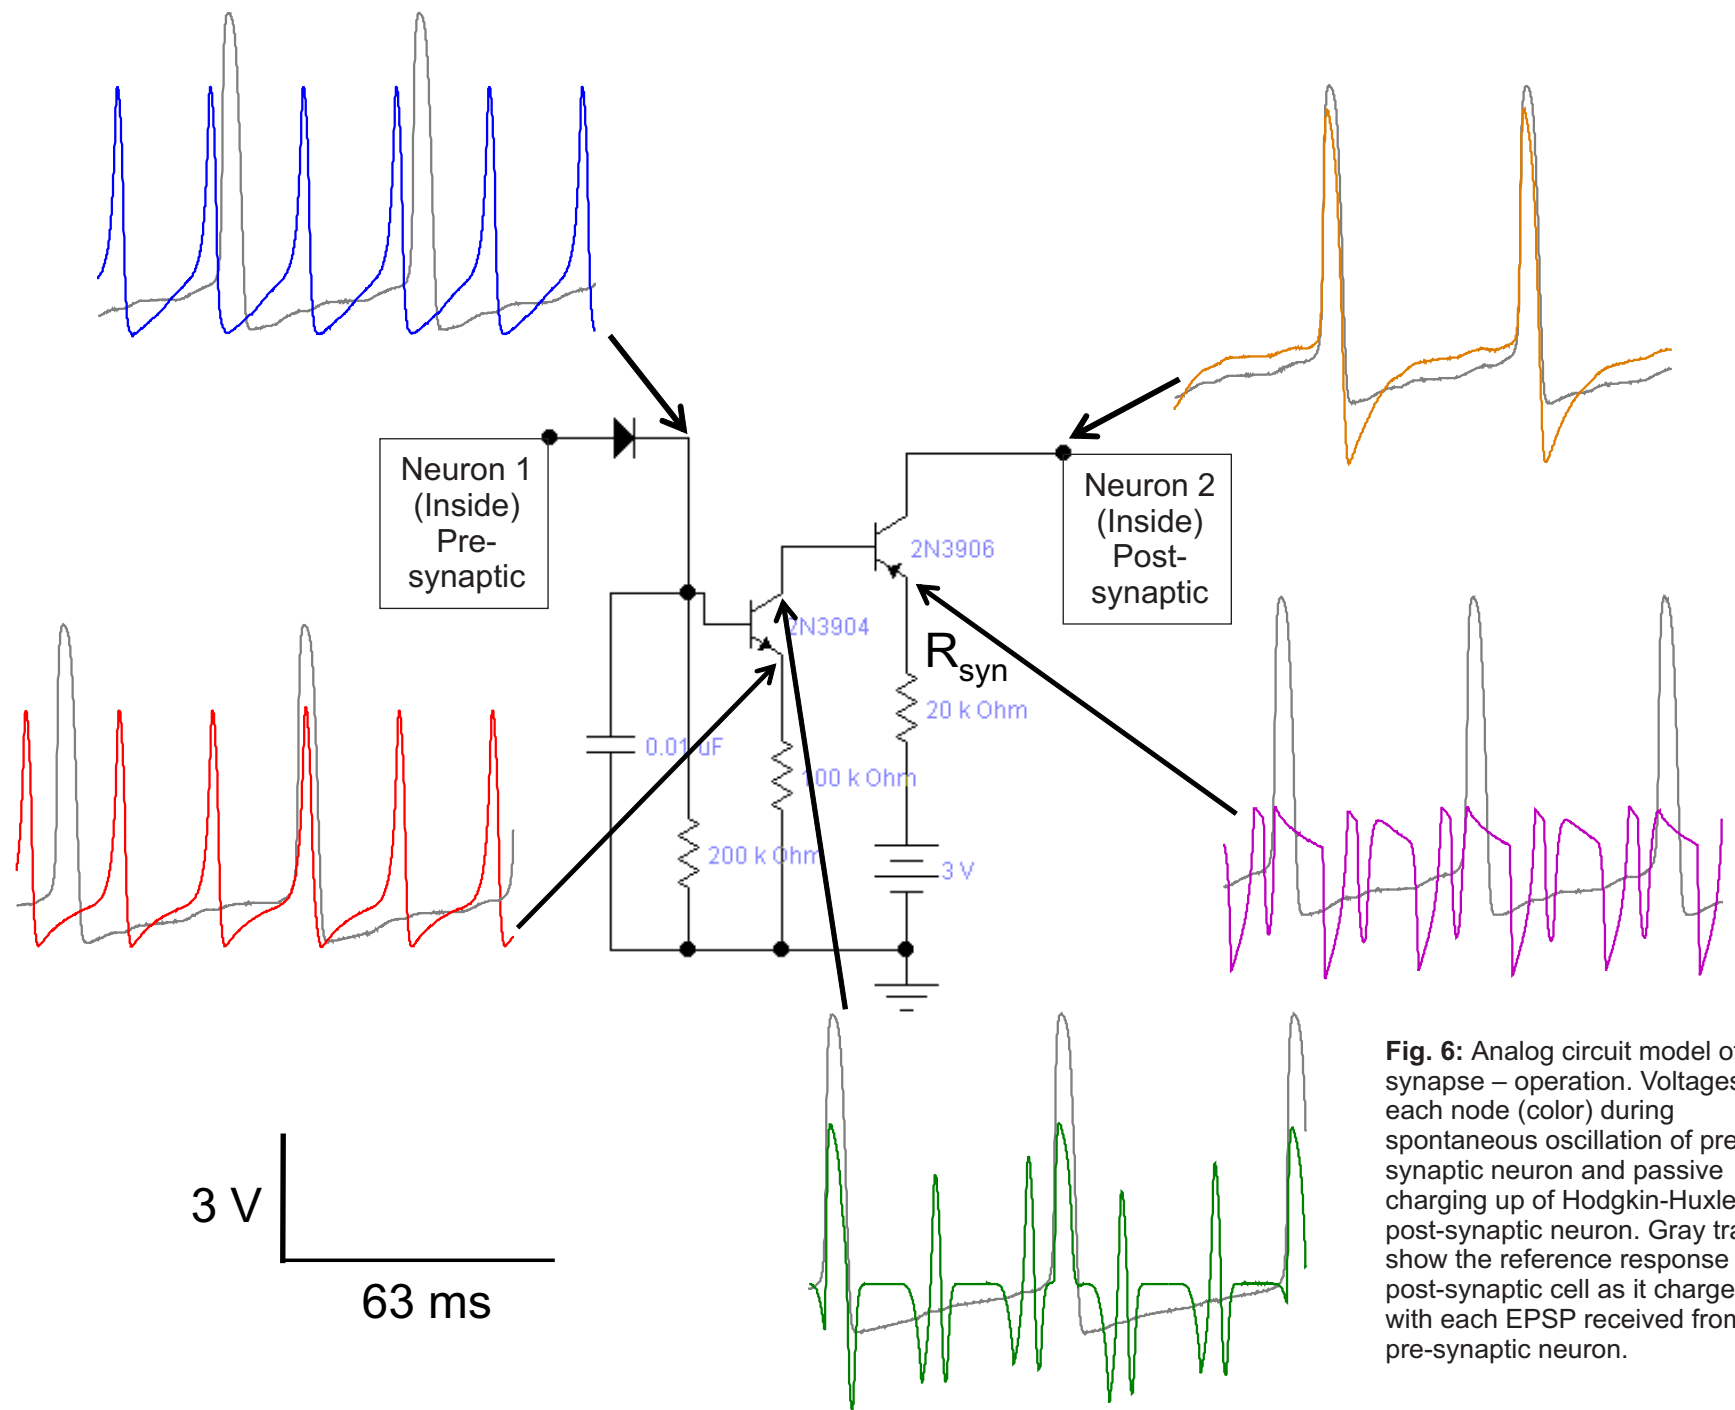 Neuron 1
(Inside)
Pre-
synaptic
Neuron 2
(Inside)
Post-
synaptic
2N3906
2N3904
R syn
20 k Ohm
0.01 uF
100 k Ohm
200 k Ohm
3 V
3 V
63 ms
Fig. 6: Analog circuit model o
synapse – operation. Voltages
each node (color) during
spontaneous oscillation of pre
synaptic neuron and passive
charging up of Hodgkin-Huxle
post-synaptic neuron. Gray tra
show the reference response
post-synaptic cell as it charge
with each EPSP received from
pre-synaptic neuron.